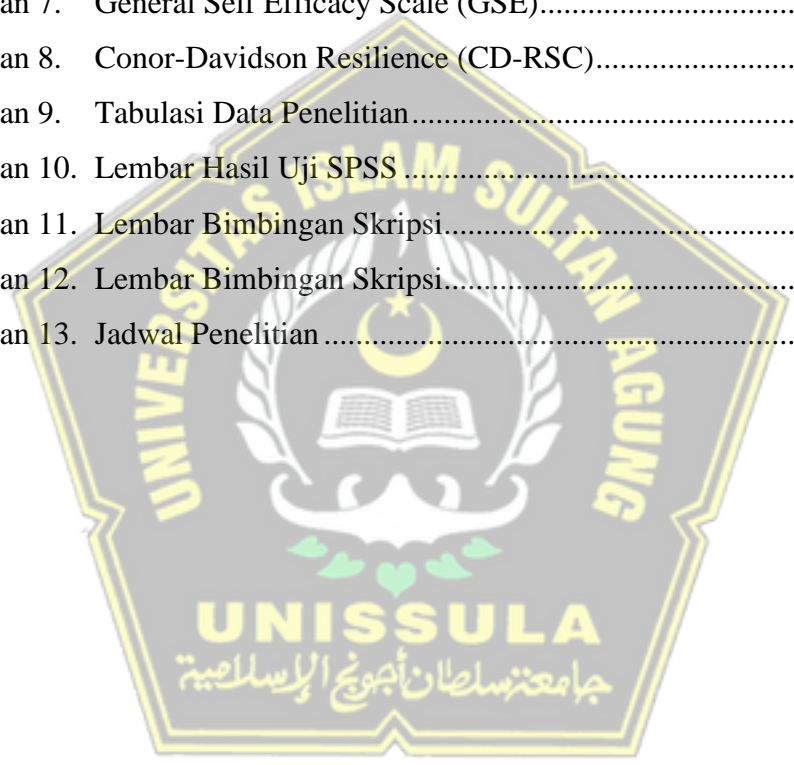 an 7. General Self Efficacy Scale (GSE)
an 8. Conor-Davidson Resilience (CD-RSC)
an 9. Tabulasi Data Penelitian
an 10. Lembar Hasil Uji SPSS
an 11. Lembar Bimbingan Skripsi
an 12. Lembar Bimbingan Skripsi
an 13. Jadwal Penelitian
UNIVERSITAS ISLAM SULTAN AGUNG
UNISSULA
جامعتنسلطان أجونج الإسلامية